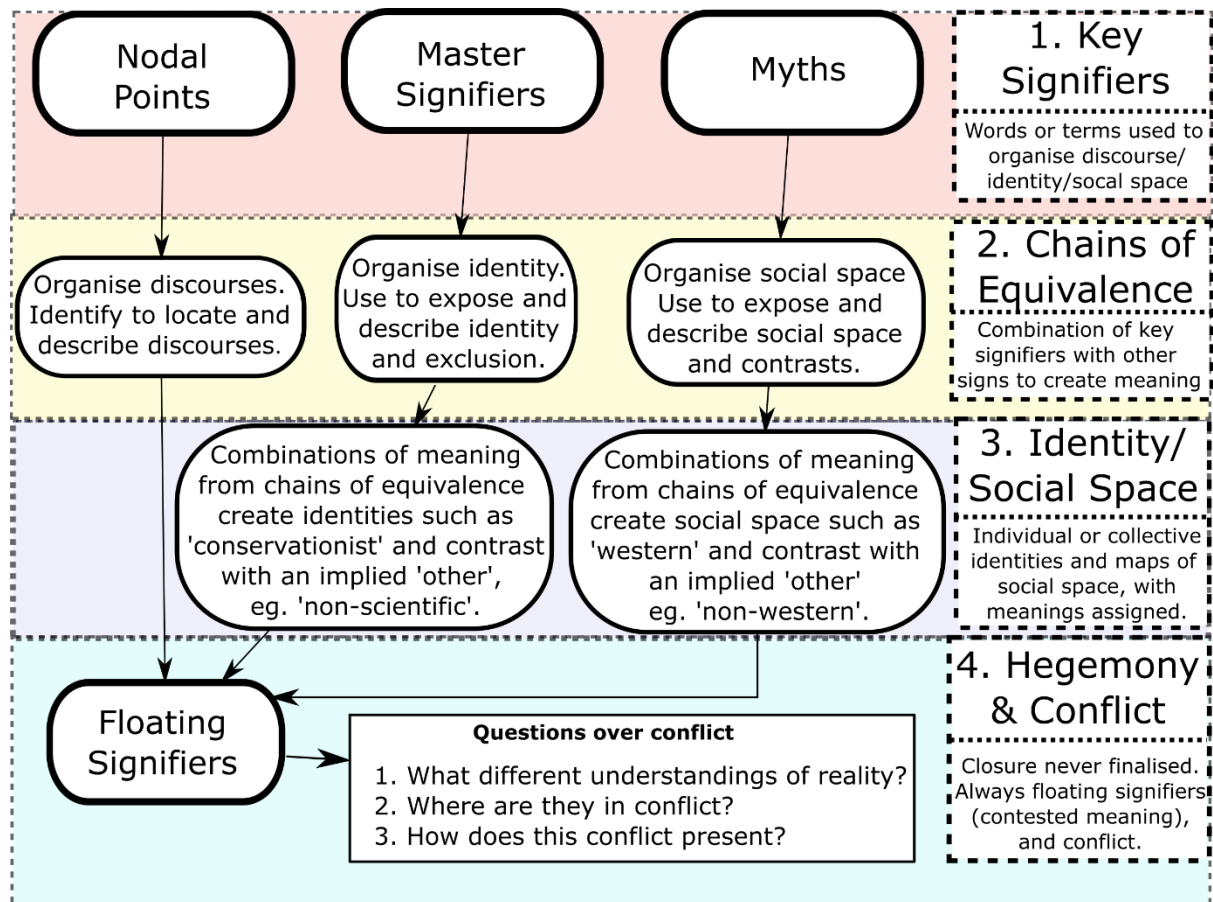 Nodal
Points
Master
Signifiers
Myths
1. Key
Signifiers
Words or terms used to
organise discourse/
identity/socal space
Organise discourses.
Identify to locate and
describe discourses.
Organise identity.
Use to expose and
describe identity
and exclusion.
Organise social space
Use to expose and
describe social space
and contrasts.
2. Chains of
Equivalence
Combination of key
signifiers with other
signs to create meaning
Combinations of meaning
from chains of equivalence
create identities such as
'conservationist' and contrast
with an implied 'other',
eg. 'non-scientific'.
Combinations of meaning
from chains of equivalence
create social space such as
'western' and contrast with
an implied 'other'
eg. 'non-western'.
3. Identity/
Social Space
Individual or collective
identities and maps of
social space, with
meanings assigned.
Floating
Signifiers
Questions over conflict
1. What different understandings of reality?
2. Where are they in conflict?
3. How does this conflict present?
4. Hegemony
& Conflict
Closure never finalised.
Always floating signifiers
(contested meaning),
and conflict.